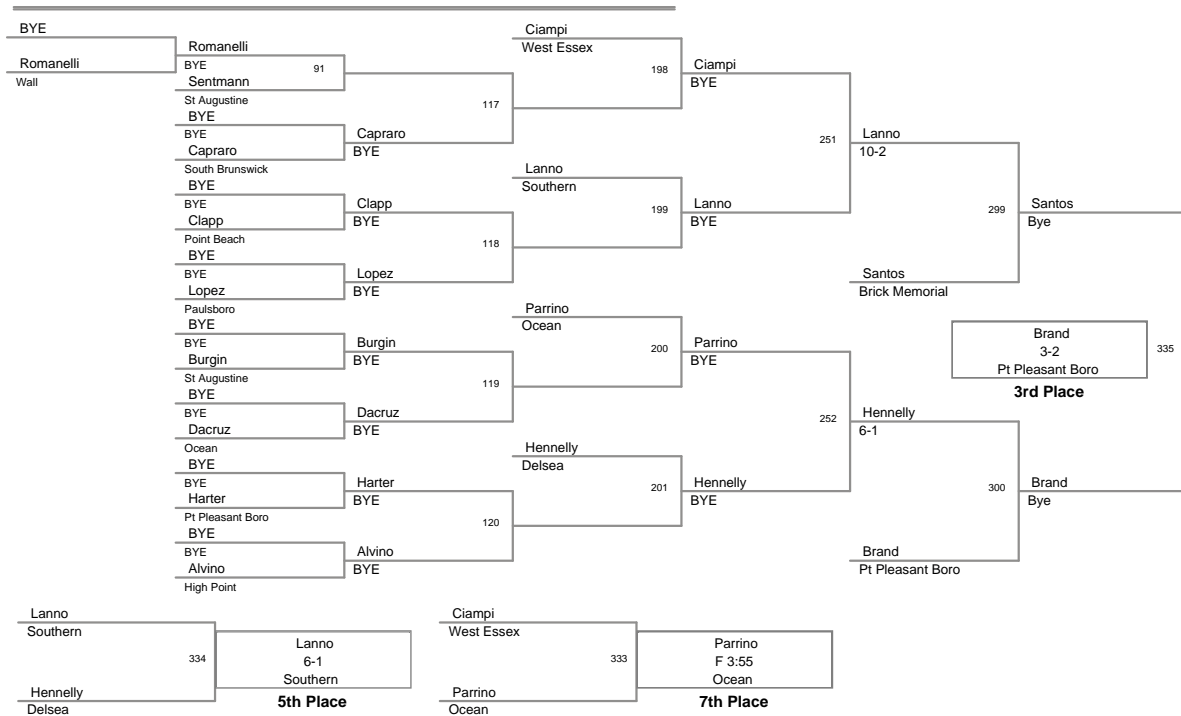 BYE
Romanelli
Wall
Romanelli
BYE
Sentmann
St Augustine
91
BYE
BYE
Capraro
South Brunswick
BYE
BYE
Clapp
Point Beach
BYE
BYE
Lopez
Paulsboro
BYE
BYE
Burgin
St Augustine
BYE
BYE
Dacruz
Ocean
BYE
BYE
Harter
Pt Pleasant Boro
BYE
BYE
Alvino
High Point
117
Capraro
BYE
Clapp
BYE
118
Lopez
BYE
Burgin
BYE
119
Dacruz
BYE
Harter
BYE
120
Alvino
BYE
Ciampi
West Essex
198
Lanno
Southern
199
Parrino
Ocean
200
Hennelly
Delsea
201
Ciampi
BYE
251
Lanno
BYE
Parrino
BYE
252
Hennelly
BYE
Lanno
10-2
299
Santos
Brick Memorial
Hennelly
6-1
300
Brand
Pt Pleasant Boro
Santos
Bye
Brand
3-2
Pt Pleasant Boro
335
3rd Place
Brand
Bye
Lanno
Southern
334
Hennelly
Delsea
Lanno
6-1
Southern
5th Place
Ciampi
West Essex
333
Parrino
Ocean
Parrino
F 3:55
Ocean
7th Place